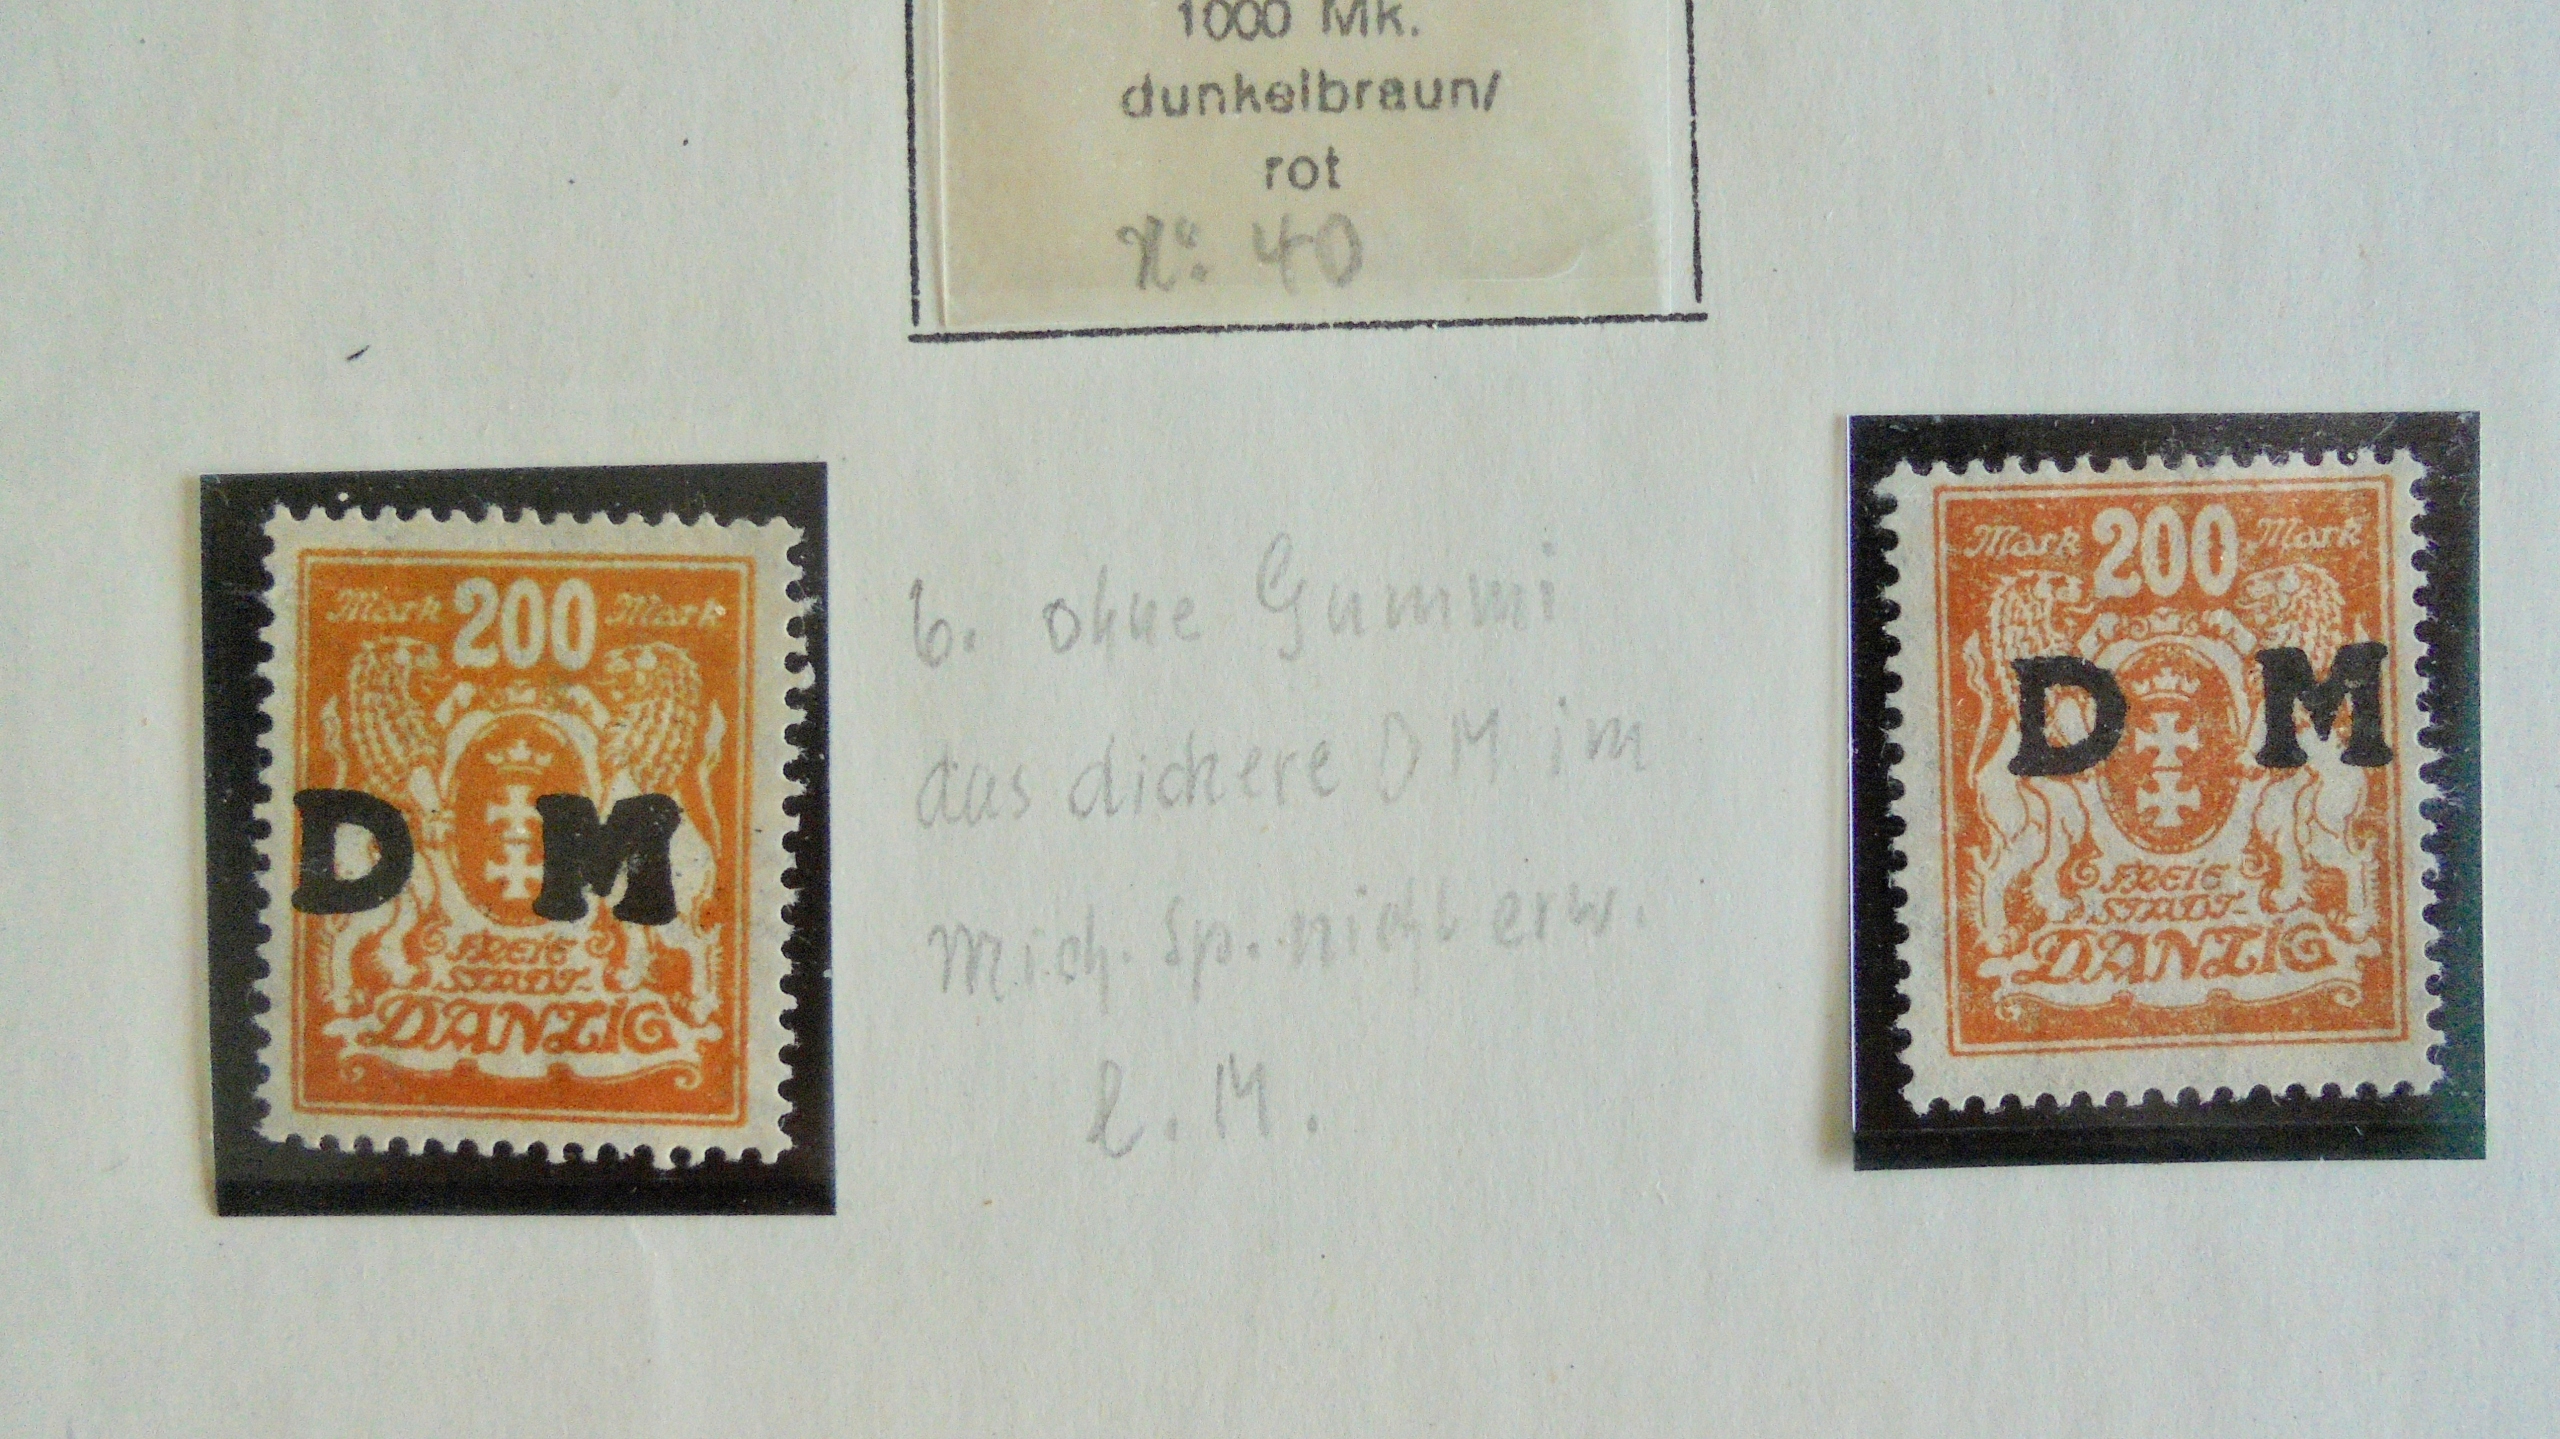 1000 Mk.
dunkelbraun/
rot
No. 40
Mark 200 Mark
D M
FREIE
STADT-
DANZIG
b. ohne Gummi
das dickere D M im
Mich. Sp. nicht erw.
l. M.
Mark 200 Mark
D M
FREIE
STADT-
DANZIG